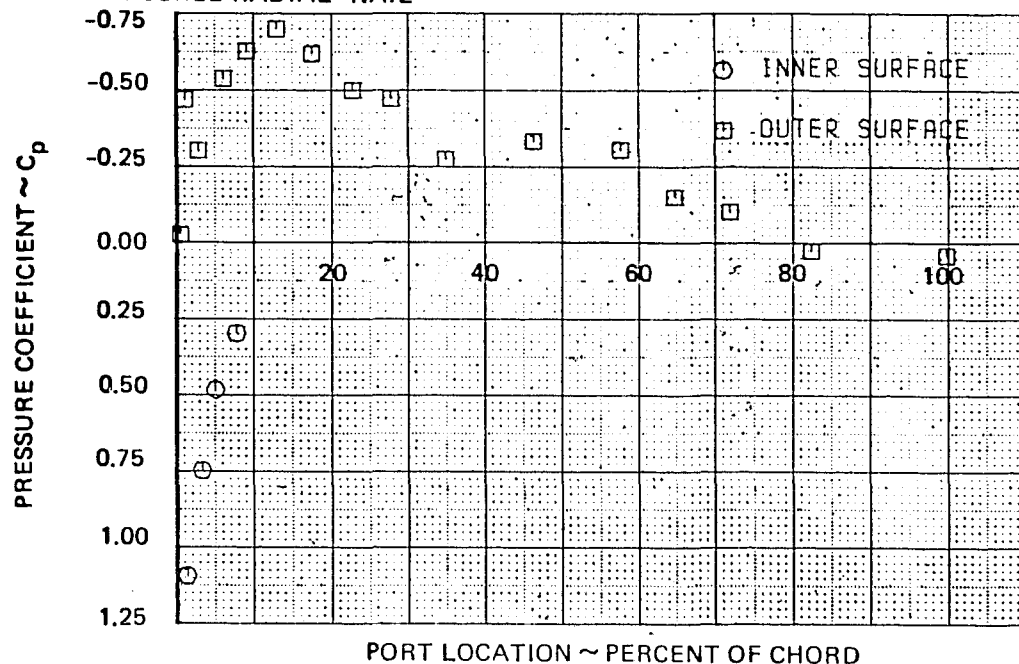 -0.75
-0.50
-0.25
0.00
0.25
0.50
0.75
1.00
1.25
PRESSURE COEFFICIENT ~ Cp
INNER SURFACE
OUTER SURFACE
20 40 60 80 100
PORT LOCATION ~ PERCENT OF CHORD